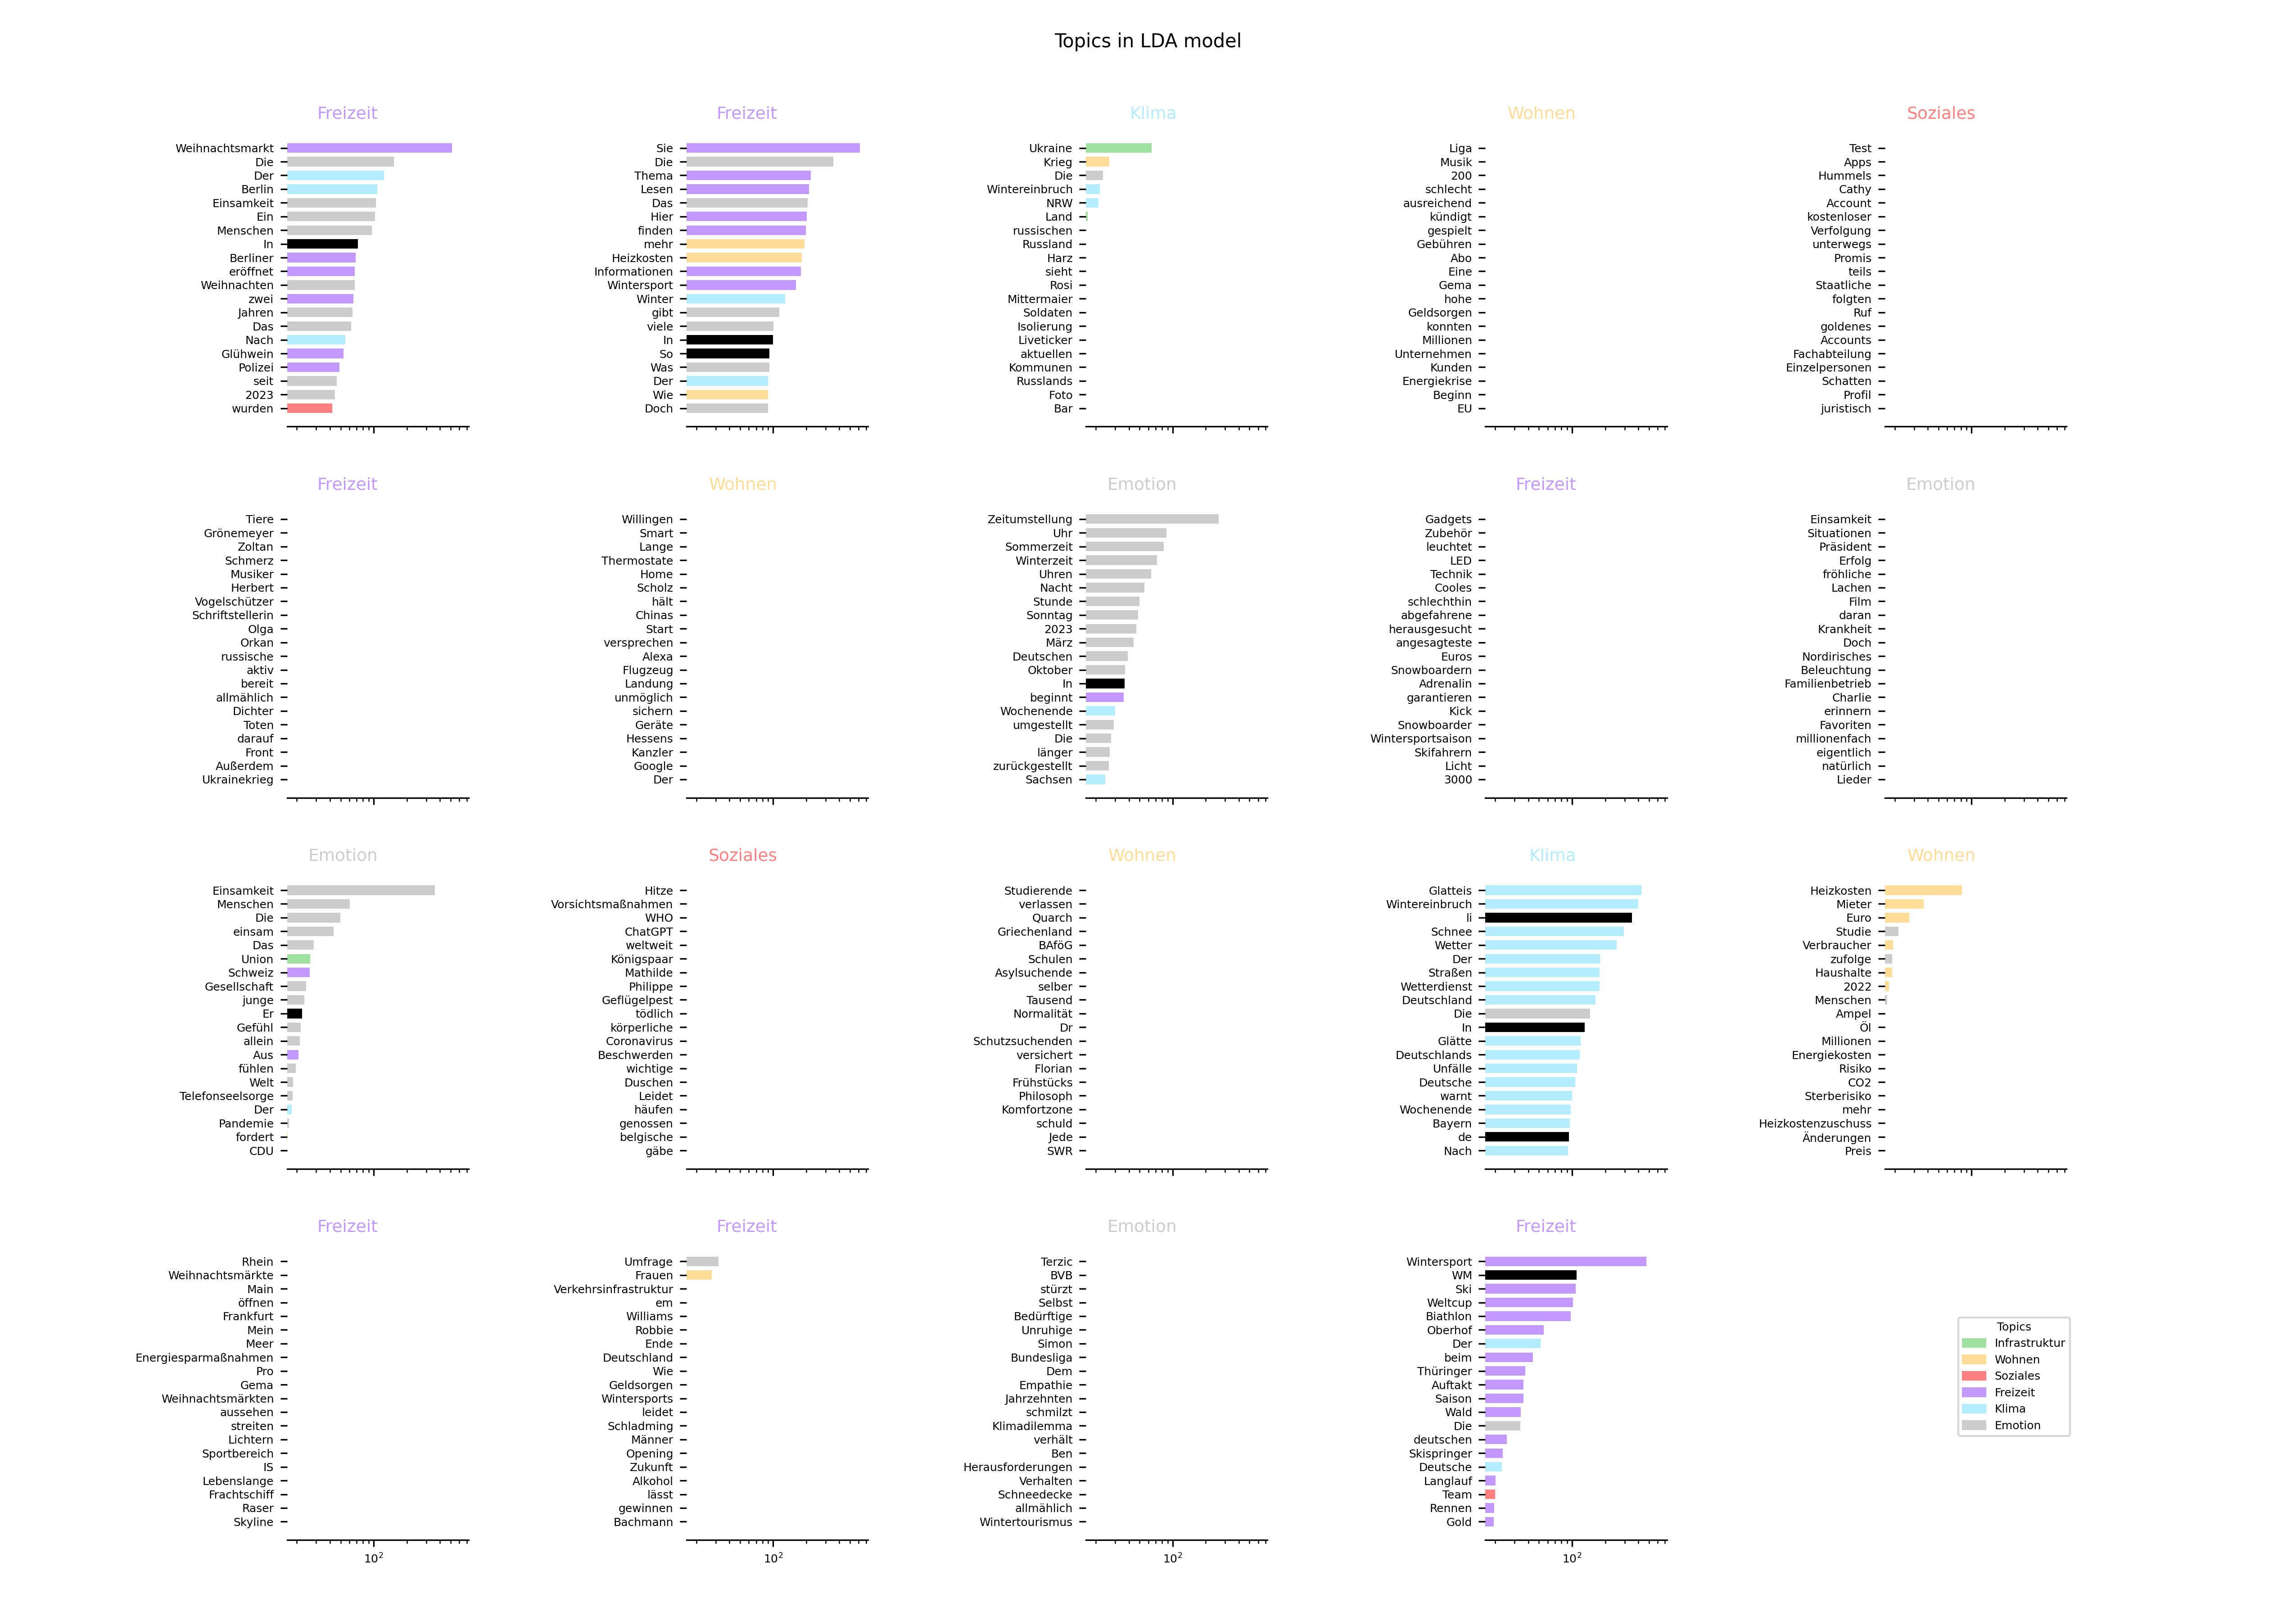 Topics in LDA model
Freizeit
Weihnachtsmarkt
Die
Der
Berlin
Einsamkeit
Ein
Menschen
In
Berliner
eröffnet
Weihnachten
zwei
Jahren
Das
Nach
Glühwein
Polizei
seit
2023
wurden
Freizeit
Sie
Die
Thema
Lesen
Das
Hier
finden
mehr
Heizkosten
Informationen
Wintersport
Winter
gibt
viele
In
So
Was
Der
Wie
Doch
Klima
Ukraine
Krieg
Die
Wintereinbruch
NRW
Land
russischen
Russland
Harz
sieht
Rosi
Mittermaier
Soldaten
Isolierung
Liveticker
aktuellen
Kommunen
Russlands
Foto
Bar
Wohnen
Liga
Musik
200
schlecht
ausreichend
kündigt
gespielt
Gebühren
Abo
Eine
Gema
hohe
Geldsorgen
konnten
Millionen
Unternehmen
Kunden
Energiekrise
Beginn
EU
Soziales
Test
Apps
Hummels
Cathy
Account
kostenloser
Verfolgung
unterwegs
Promis
teils
Staatliche
folgten
Ruf
goldenes
Accounts
Fachabteilung
Einzelpersonen
Schatten
Profil
juristisch
Freizeit
Tiere
Grönemeyer
Zoltan
Schmerz
Musiker
Herbert
Vogelschützer
Schriftstellerin
Olga
Orkan
russische
aktiv
bereit
allmählich
Dichter
Toten
darauf
Front
Außerdem
Ukrainekrieg
Wohnen
Willingen
Smart
Lange
Thermostate
Home
Scholz
hält
Chinas
Start
versprechen
Alexa
Flugzeug
Landung
unmöglich
sichern
Geräte
Hessens
Kanzler
Google
Der
Emotion
Zeitumstellung
Uhr
Sommerzeit
Winterzeit
Uhren
Nacht
Stunde
Sonntag
2023
März
Deutschen
Oktober
In
beginnt
Wochenende
umgestellt
Die
länger
zurückgestellt
Sachsen
Freizeit
Gadgets
Zubehör
leuchtet
LED
Technik
Cooles
schlechthin
abgefahrene
herausgesucht
angesagteste
Euros
Snowboardern
Adrenalin
garantieren
Kick
Snowboarder
Wintersportsaison
Skifahrern
Licht
3000
Emotion
Einsamkeit
Situationen
Präsident
Erfolg
fröhliche
Lachen
Film
daran
Krankheit
Doch
Nordirisches
Beleuchtung
Familienbetrieb
Charlie
erinnern
Favoriten
millionenfach
eigentlich
natürlich
Lieder
Emotion
Einsamkeit
Menschen
Die
einsam
Das
Union
Schweiz
Gesellschaft
junge
Er
Gefühl
allein
Aus
fühlen
Welt
Telefonseelsorge
Der
Pandemie
fordert
CDU
Soziales
Hitze
Vorsichtsmaßnahmen
WHO
ChatGPT
weltweit
Königspaar
Mathilde
Philippe
Geflügelpest
tödlich
körperliche
Coronavirus
Beschwerden
wichtige
Duschen
Leidet
häufen
genossen
belgische
gäbe
Wohnen
Studierende
verlassen
Quarch
Griechenland
BAföG
Schulen
Asylsuchende
selber
Tausend
Normalität
Dr
Schutzsuchenden
versichert
Florian
Frühstücks
Philosoph
Komfortzone
schuld
Jede
SWR
Klima
Glatteis
Wintereinbruch
li
Schnee
Wetter
Der
Straßen
Wetterdienst
Deutschland
Die
In
Glätte
Deutschlands
Unfälle
Deutsche
warnt
Wochenende
Bayern
de
Nach
Wohnen
Heizkosten
Mieter
Euro
Studie
Verbraucher
zufolge
Haushalte
2022
Menschen
Ampel
Öl
Millionen
Energiekosten
Risiko
CO2
Sterberisiko
mehr
Heizkostenzuschuss
Änderungen
Preis
Freizeit
Rhein
Weihnachtsmärkte
Main
öffnen
Frankfurt
Mein
Meer
Energiesparmaßnahmen
Pro
Gema
Weihnachtsmärkten
aussehen
streiten
Lichtern
Sportbereich
IS
Lebenslange
Frachtschiff
Raser
Skyline
10²
Freizeit
Umfrage
Frauen
Verkehrsinfrastruktur
em
Williams
Robbie
Ende
Deutschland
Wie
Geldsorgen
Wintersports
leidet
Schladming
Männer
Opening
Zukunft
Alkohol
lässt
gewinnen
Bachmann
10²
Emotion
Terzic
BVB
stürzt
Selbst
Bedürftige
Unruhige
Simon
Bundesliga
Dem
Empathie
Jahrzehnten
schmilzt
Klimadilemma
verhält
Ben
Herausforderungen
Verhalten
Schneedecke
allmählich
Wintertourismus
10²
Freizeit
Wintersport
WM
Ski
Weltcup
Biathlon
Oberhof
Der
beim
Thüringer
Auftakt
Saison
Wald
Die
deutschen
Skispringer
Deutsche
Langlauf
Team
Rennen
Gold
10²
Topics
Infrastruktur
Wohnen
Soziales
Freizeit
Klima
Emotion